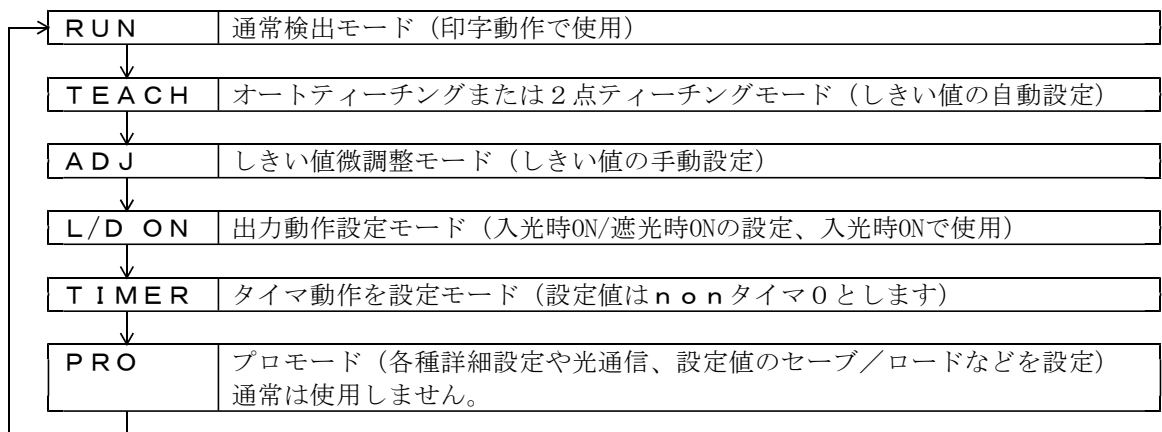 ＲＵＮ 通常検出モード（印字動作で使用）
ＴＥＡＣＨ オートティーチングまたは２点ティーチングモード（しきい値の自動設定）
ＡＤＪ しきい値微調整モード（しきい値の手動設定）
Ｌ/Ｄ ＯＮ 出力動作設定モード（入光時ON/遮光時ONの設定、入光時ONで使用）
ＴＩＭＥＲ タイマ動作を設定モード（設定値はｎｏｎタイマ０とします）
ＰＲＯ プロモード（各種詳細設定や光通信、設定値のセーブ／ロードなどを設定）
通常は使用しません。